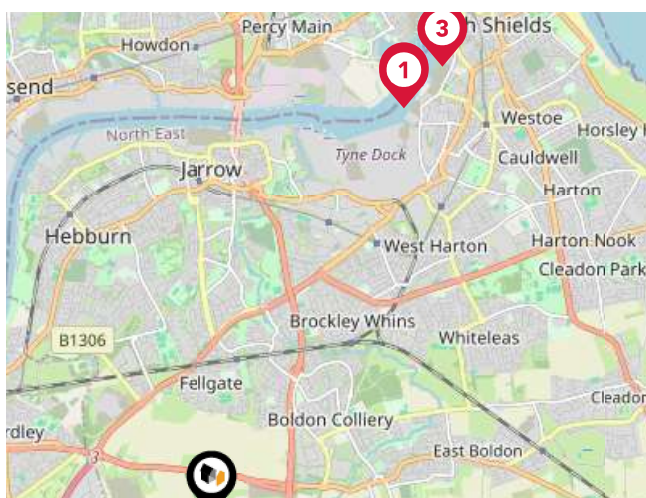 Percy Main
3
h Shields
Howdon
send
1
Westoe
North East
Horsley H
Tyne Dock
Cauldwell
Jarrow
Harton
Hebburn
West Harton
Harton Nook
Cleadon Park
Brockley Whins
B1306
Whiteleas
Fellgate
Cleadon
Boldon Colliery
rdley
East Boldon
3